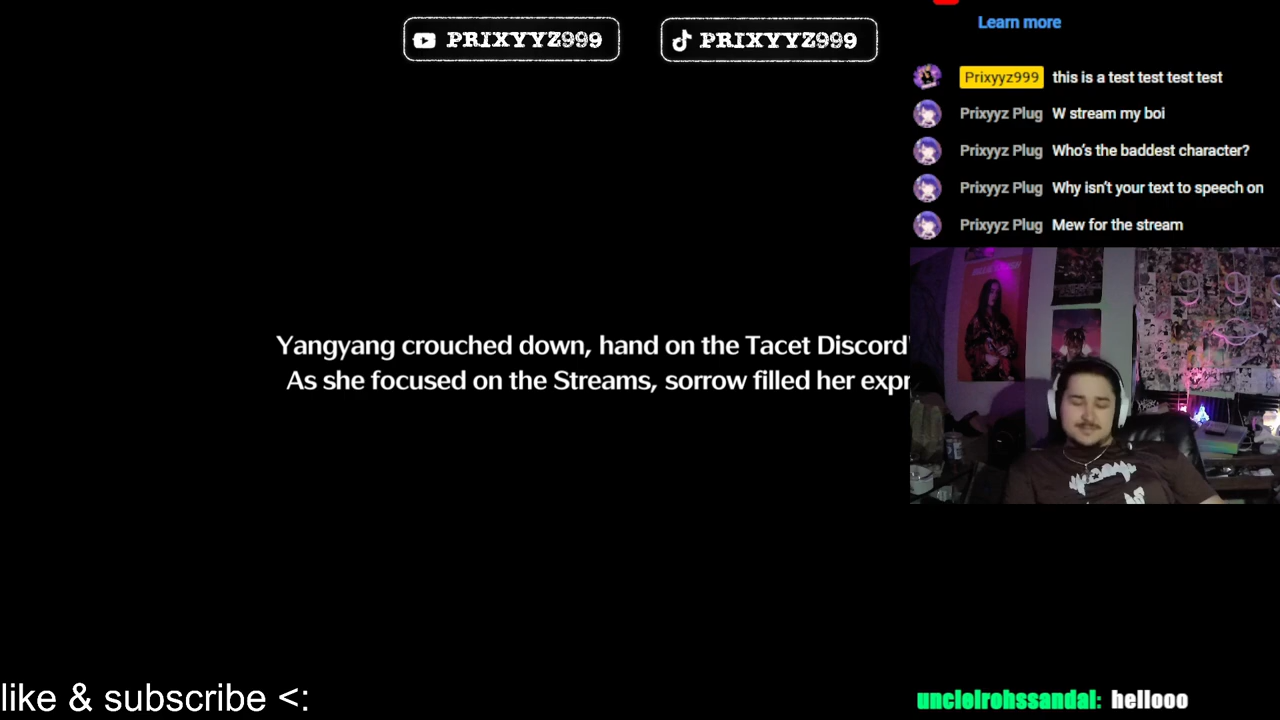 PRIXYYZ999
PRIXYYZ999
Learn more
Prixyyz999 this is a test test test test
Prixyyz Plug W stream my boi
Prixyyz Plug Who's the baddest character?
Prixyyz Plug Why isn't your text to speech on
Prixyyz Plug Mew for the stream
Yangyang crouched down, hand on the Tacet Discord'
As she focused on the Streams, sorrow filled her expr
999
like & subscribe <:
uncleirohssandal: hellooo